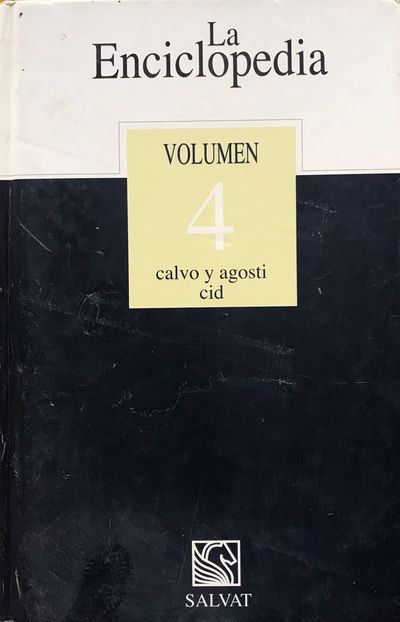 La
Enciclopedia
VOLUMEN
4
calvo y agosti
cid
SALVAT